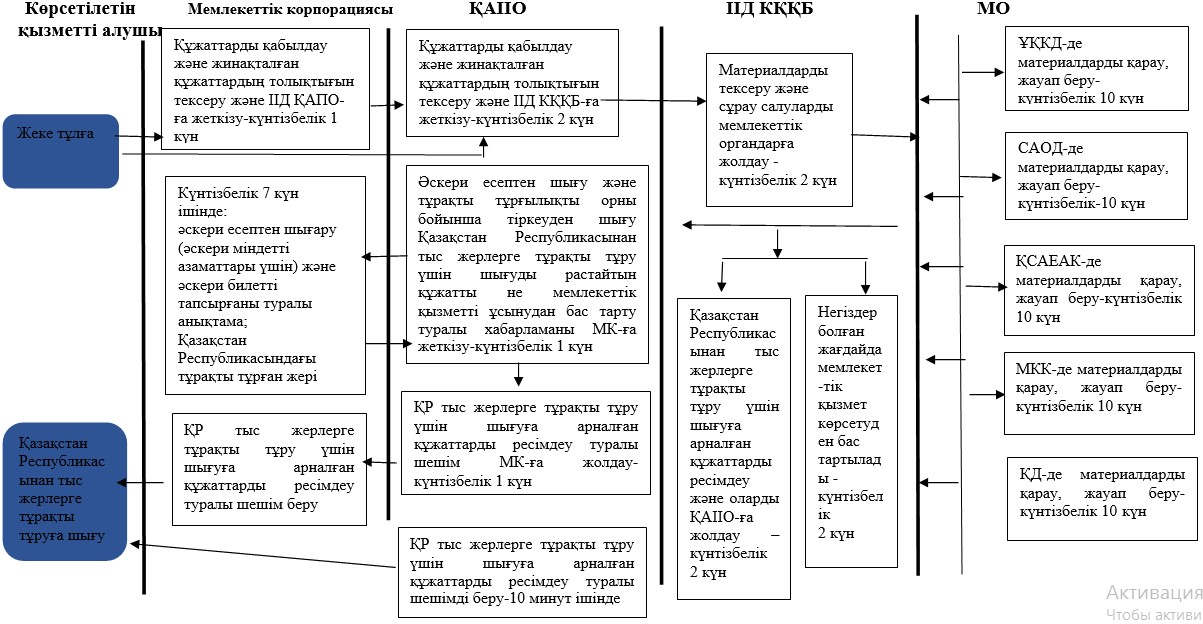 Көрсетілетін
қызметті алушы
Мемлекеттік корпорациясы
ҚАПО
ІІД КҚҚБ
МО
Жеке тұлға
Құжаттарды қабылдау
және жинақталған
құжаттардың толықтығын
тексеру және ІІД ҚАПО-
ға жеткізу-күнтізбелік 1
күн
Құжаттарды қабылдау
және жинақталған
құжаттардың толықтығын
тексеру және ІІД КҚҚБ-ға
жеткізу-күнтізбелік 2 күн
Материалдарды
тексеру және
сұрау салуларды
мемлекеттік
органдарға
жолдау -
күнтізбелік 2 күн
ҰҚКД-де
материалдарды қарау,
жауап беру-
күнтізбелік 10 күн
САОД-де
материалдарды қарау,
жауап беру-
күнтізбелік-10 күн
ҚСАЕАК-де
материалдарды қарау,
жауап беру-күнтізбелік
10 күн
МКК-де материалдарды
қарау, жауап беру-
күнтізбелік 10 күн
ҚД-де материалдарды
қарау, жауап беру-
күнтізбелік 10 күн
Күнтізбелік 7 күн
ішінде:
әскери есептен шығару
(әскери міндетті
азаматтары үшін) және
әскери билетті
тапсырғаны туралы
анықтама;
Қазақстан
Республикасындағы
тұрақты тұрған жері
Әскери есептен шығу және
тұрақты тұрғылықты орны
бойынша тіркеуден шығу
Қазақстан Республикасынан
тыс жерлерге тұрақты тұру
үшін шығуды растайтын
құжатты не мемлекеттік
қызметті ұсынудан бас тарту
туралы хабарламаны МК-ға
жеткізу-күнтізбелік 1 күн
Қазақстан
Республикас
ынан тыс
жерлерге
тұрақты
тұру үшін
шығуға
арналған
құжаттарды
ресімдеу
және оларды
ҚАПО-ға
жолдау –
күнтізбелік
2 күн
Негіздер
болған
жағдайда
мемлекет
-тік
қызмет
көрсетуд
ен бас
тартылад
ы -
күнтізбел
ік
2 күн
Қазақстан
Республикас
ынан тыс
жерлерге
тұрақты
тұруға шығу
ҚР тыс жерлерге
тұрақты тұру үшін
шығуға арналған
құжаттарды ресімдеу
туралы шешім беру
ҚР тыс жерлерге тұрақты тұру
үшін шығуға арналған
құжаттарды ресімдеу туралы
шешім МК-ға жолдау-
күнтізбелік 1 күн
ҚР тыс жерлерге тұрақты тұру
үшін шығуға арналған
құжаттарды ресімдеу туралы
шешімді беру-10 минут ішінде
Активация
Чтобы активи